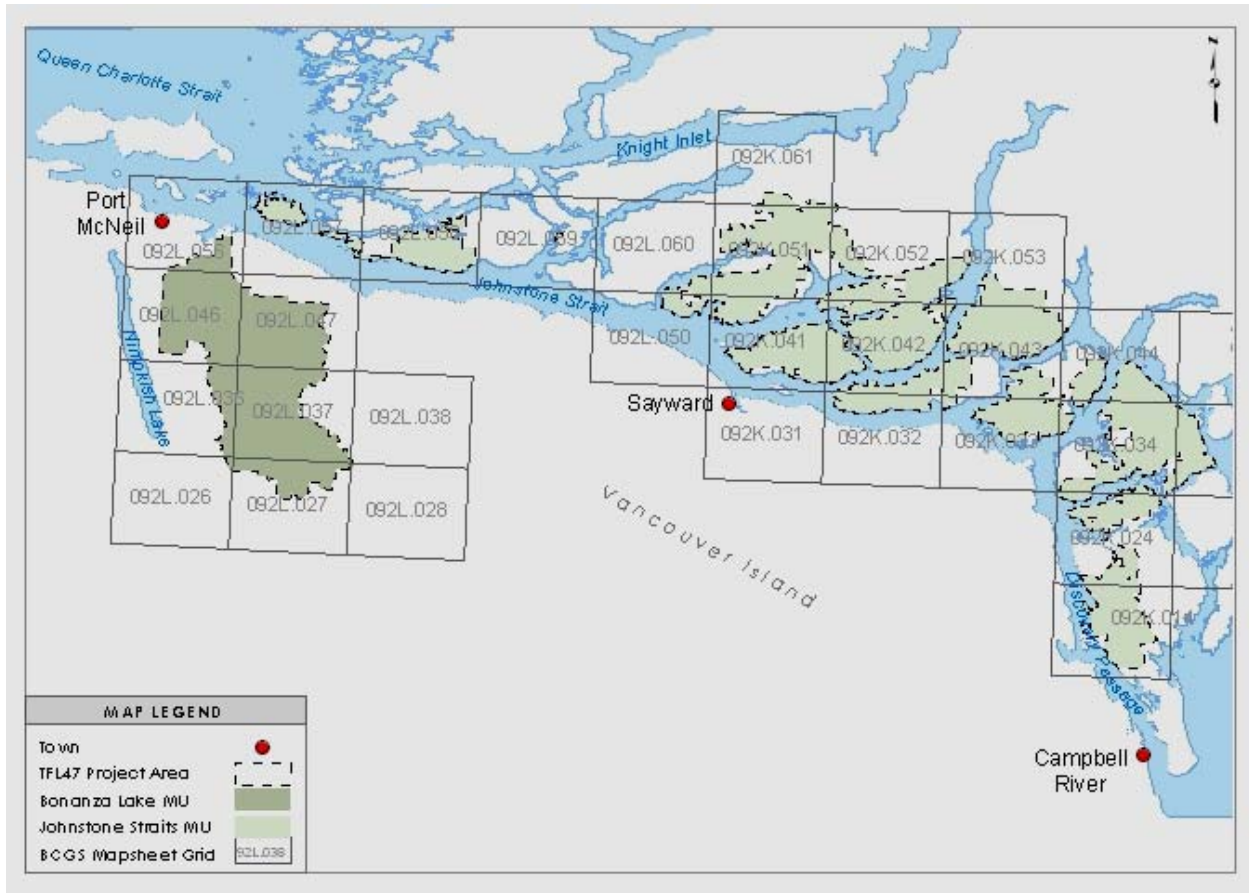 Queen Charlotte Strait
Knight Inlet
092K.061
Port
McNeil
092L.056
092L.057
092L.058
092L.059
092L.060
092K.051
092K.052
092K.053
Johnstone Strait
092L.046
092L.047
092L.050
092K.041
092K.042
092K.043
092K.044
Nimpkish Lake
092L.036
092L.037
092L.038
Sayward
092K.031
092K.032
092K.033
092K.034
092L.026
092L.027
092L.028
Vancouver Island
092K.024
Discovery Passage
092K.014
Campbell
River
MAP LEGEND
Town
TFL47 Project Area
Bonanza Lake MU
Johnstone Straits MU
BCGS Mapsheet Grid
92L.038